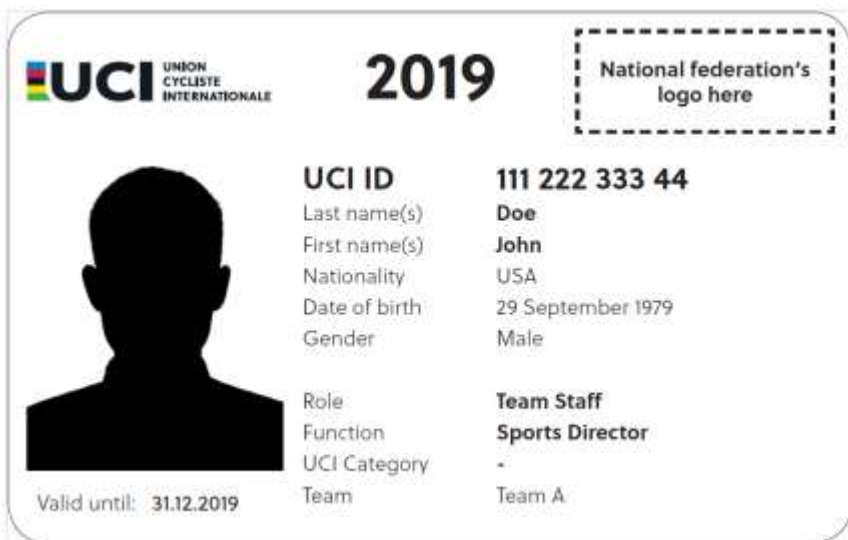 UCI UNION
CYCLISTE
INTERNATIONALE
2019
National federation's
logo here
UCI ID 111 222 333 44
Last name(s) Doe
First name(s) John
Nationality USA
Date of birth 29 September 1979
Gender Male
Role Team Staff
Function Sports Director
UCI Category -
Team Team A
Valid until: 31.12.2019